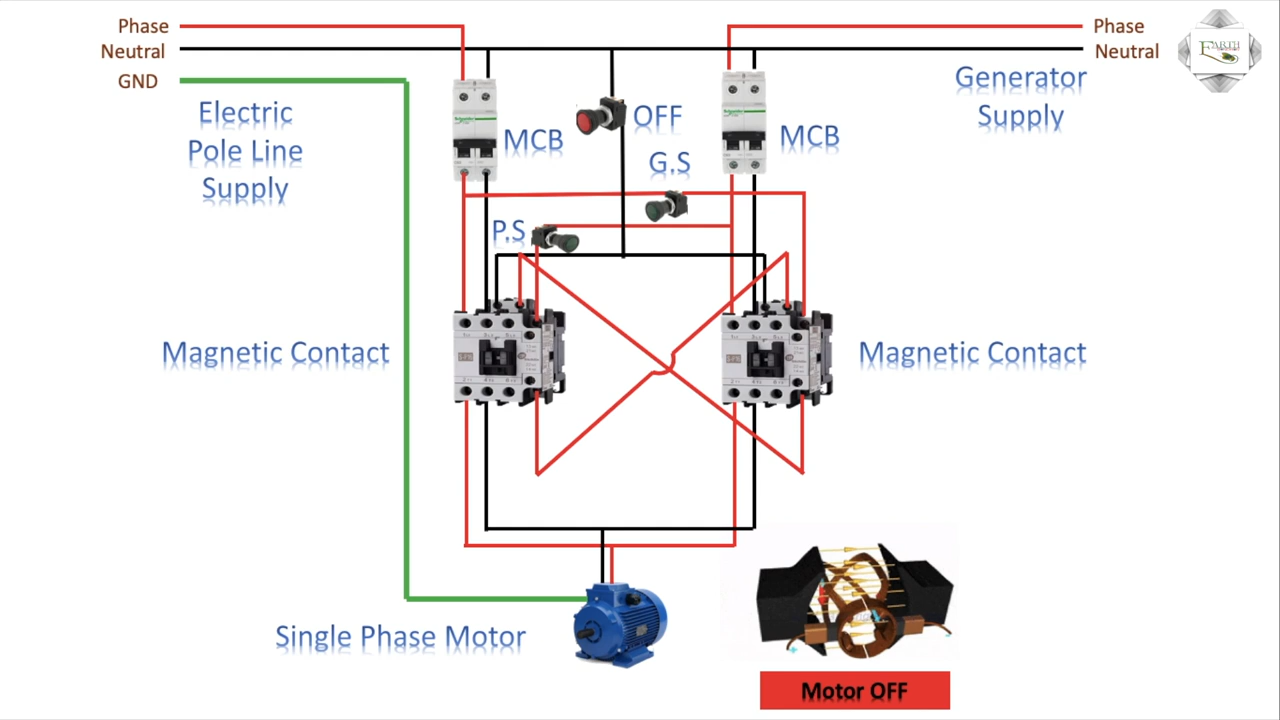 Phase
Neutral
GND
Electric
Pole Line
Supply
MCB
OFF
G.S
P.S
MCB
Phase
Neutral
Generator
Supply
EARTH
Magnetic Contact
Magnetic Contact
Single Phase Motor
Motor OFF